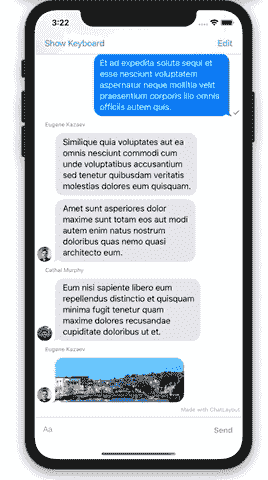 3:22
Show Keyboard Edit
Et ad expedita soluta sequi et
esse nesciunt voluptatem
aspernatur neque mollitia velit
praesentium corporis illo omnis
officiis autem quis.
Eugene Kazaev
Similique quia voluptates aut ea
omnis nesciunt commodi cum
unde voluptatibus accusantium
sed tenetur quibusdam veritatis
molestias dolores eum quisquam.
Amet sunt asperiores dolor
maxime sunt totam eos aut modi
autem enim natus nostrum
doloribus quas nemo quasi
architecto eum.
Cathal Murphy
Eum nisi sapiente libero eum
repellendus distinctio et quisquam
minima fugit tenetur quam
maxime dolores recusandae
cupiditate doloribus ut et.
Eugene Kazaev
Made with ChatLayout
Aa Send